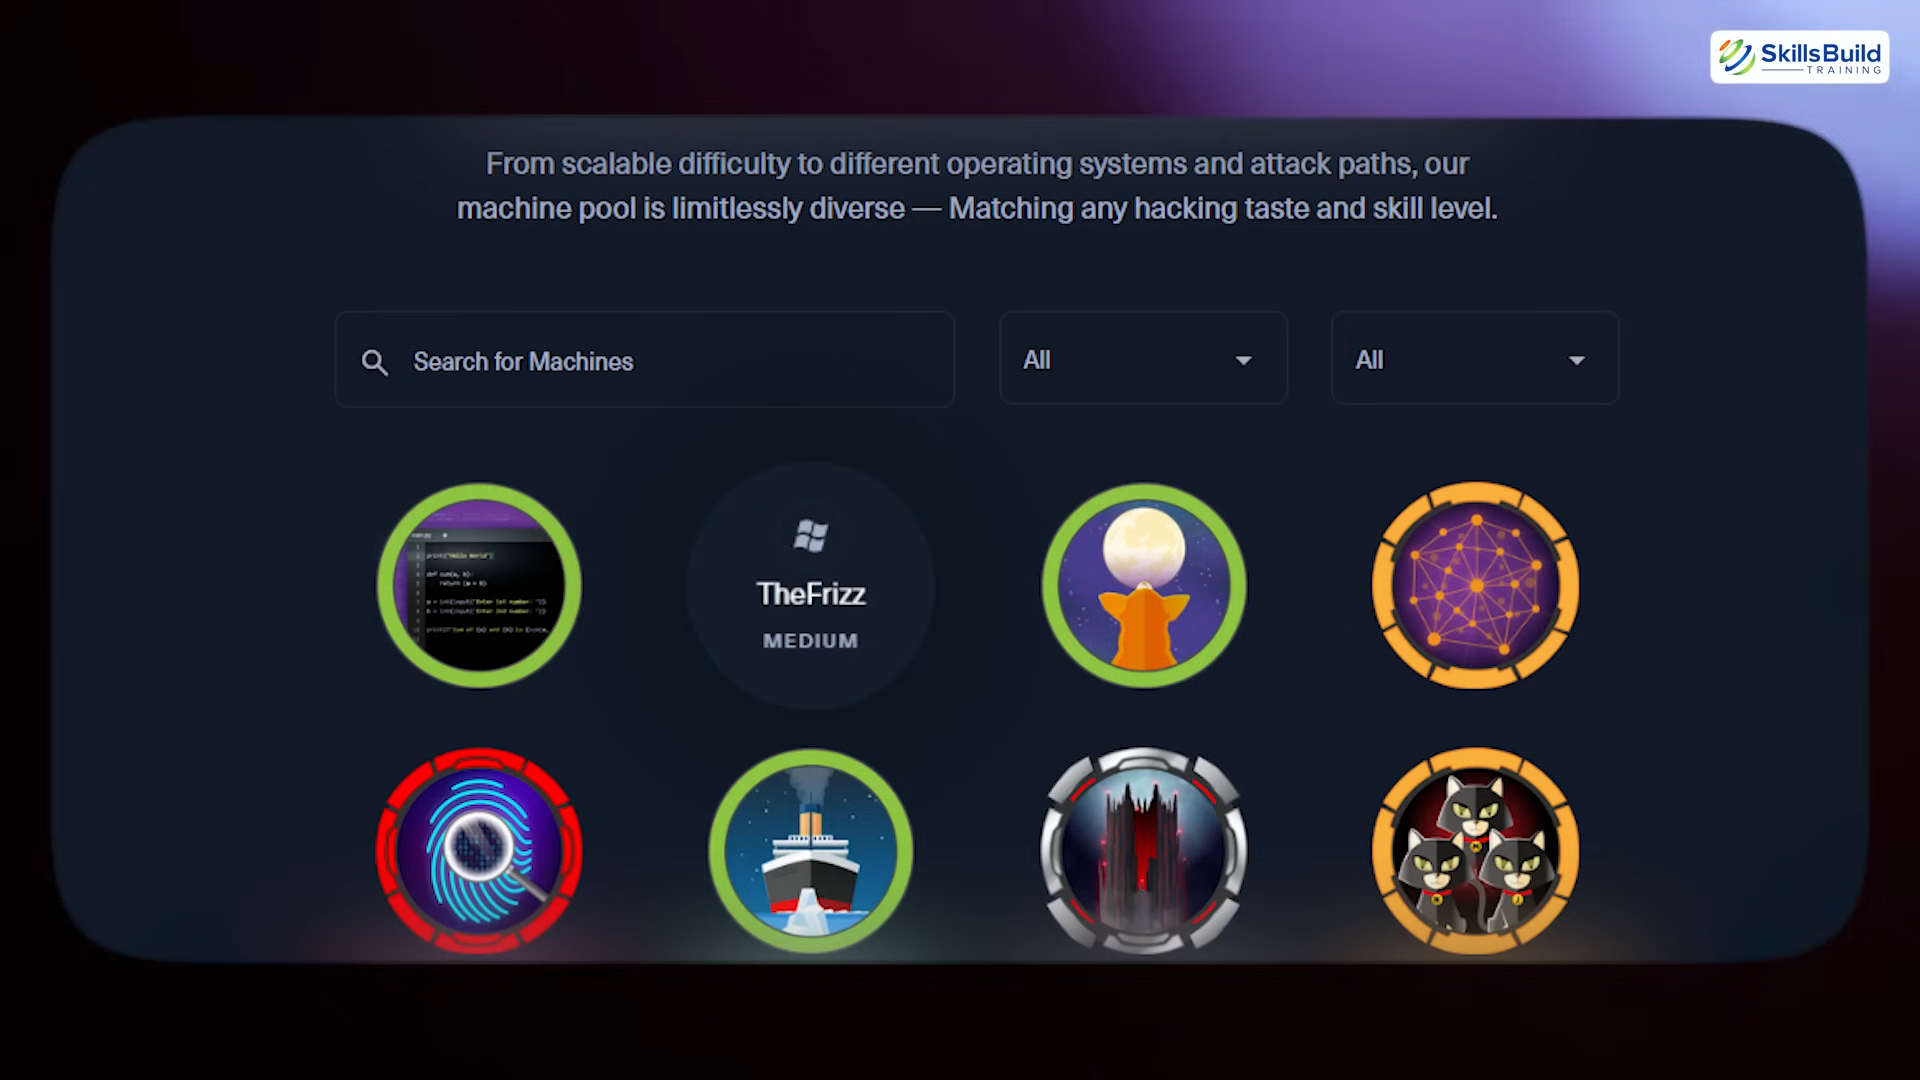 SkillsBuild
TRAINING
From scalable difficulty to different operating systems and attack paths, our
machine pool is limitlessly diverse — Matching any hacking taste and skill level.
Search for Machines
All
All
TheFrizz
MEDIUM